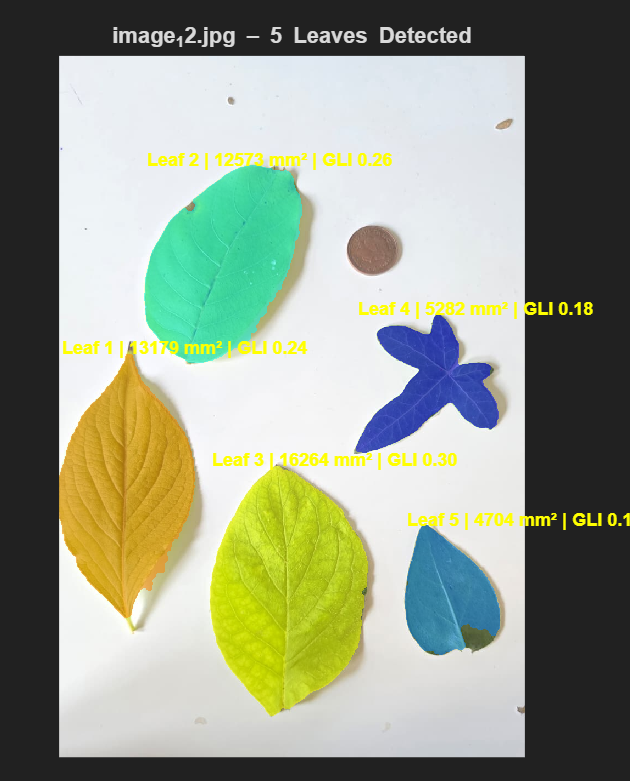 image₁2.jpg – 5 Leaves Detected
Leaf 2 | 12573 mm² | GLI 0.26
Leaf 4 | 5282 mm² | GLI 0.18
Leaf 1 | 13179 mm² | GLI 0.24
Leaf 3 | 16264 mm² | GLI 0.30
Leaf 5 | 4704 mm² | GLI 0.1